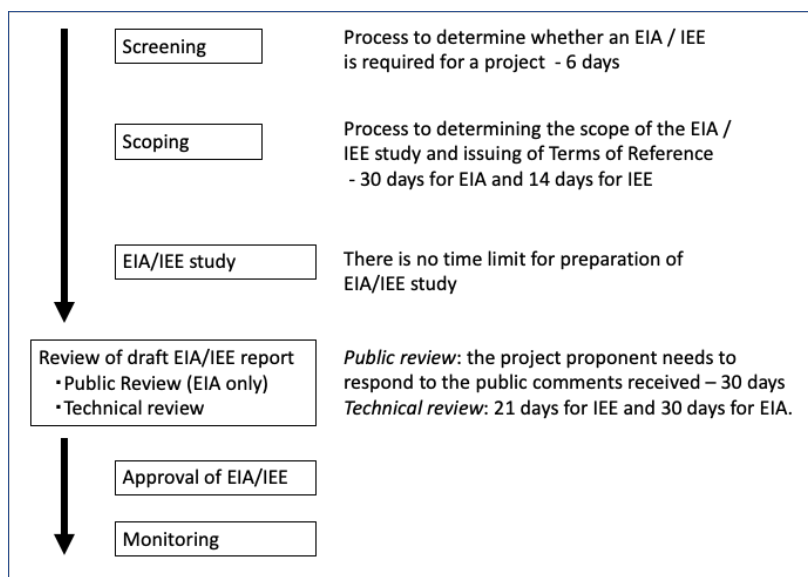 Screening
Process to determine whether an EIA / IEE
is required for a project - 6 days
Scoping
Process to determining the scope of the EIA /
IEE study and issuing of Terms of Reference
- 30 days for EIA and 14 days for IEE
EIA/IEE study
There is no time limit for preparation of
EIA/IEE study
Review of draft EIA/IEE report
・Public Review (EIA only)
・Technical review
Public review: the project proponent needs to
respond to the public comments received – 30 days
Technical review: 21 days for IEE and 30 days for EIA.
Approval of EIA/IEE
Monitoring